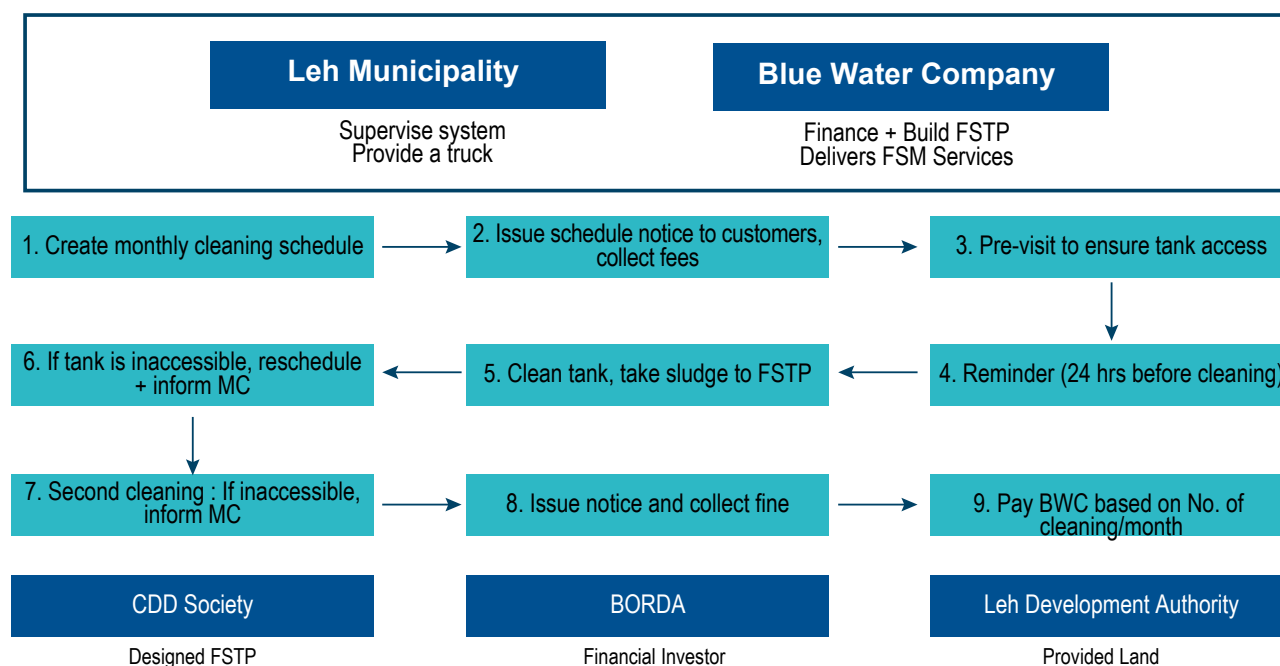 Leh Municipality
Supervise system
Provide a truck
Blue Water Company
Finance + Build FSTP
Delivers FSM Services
1. Create monthly cleaning schedule
2. Issue schedule notice to customers,
collect fees
3. Pre-visit to ensure tank access
6. If tank is inaccessible, reschedule
+ inform MC
5. Clean tank, take sludge to FSTP
4. Reminder (24 hrs before cleaning)
7. Second cleaning : If inaccessible,
inform MC
8. Issue notice and collect fine
9. Pay BWC based on No. of
cleaning/month
CDD Society
Designed FSTP
BORDA
Financial Investor
Leh Development Authority
Provided Land